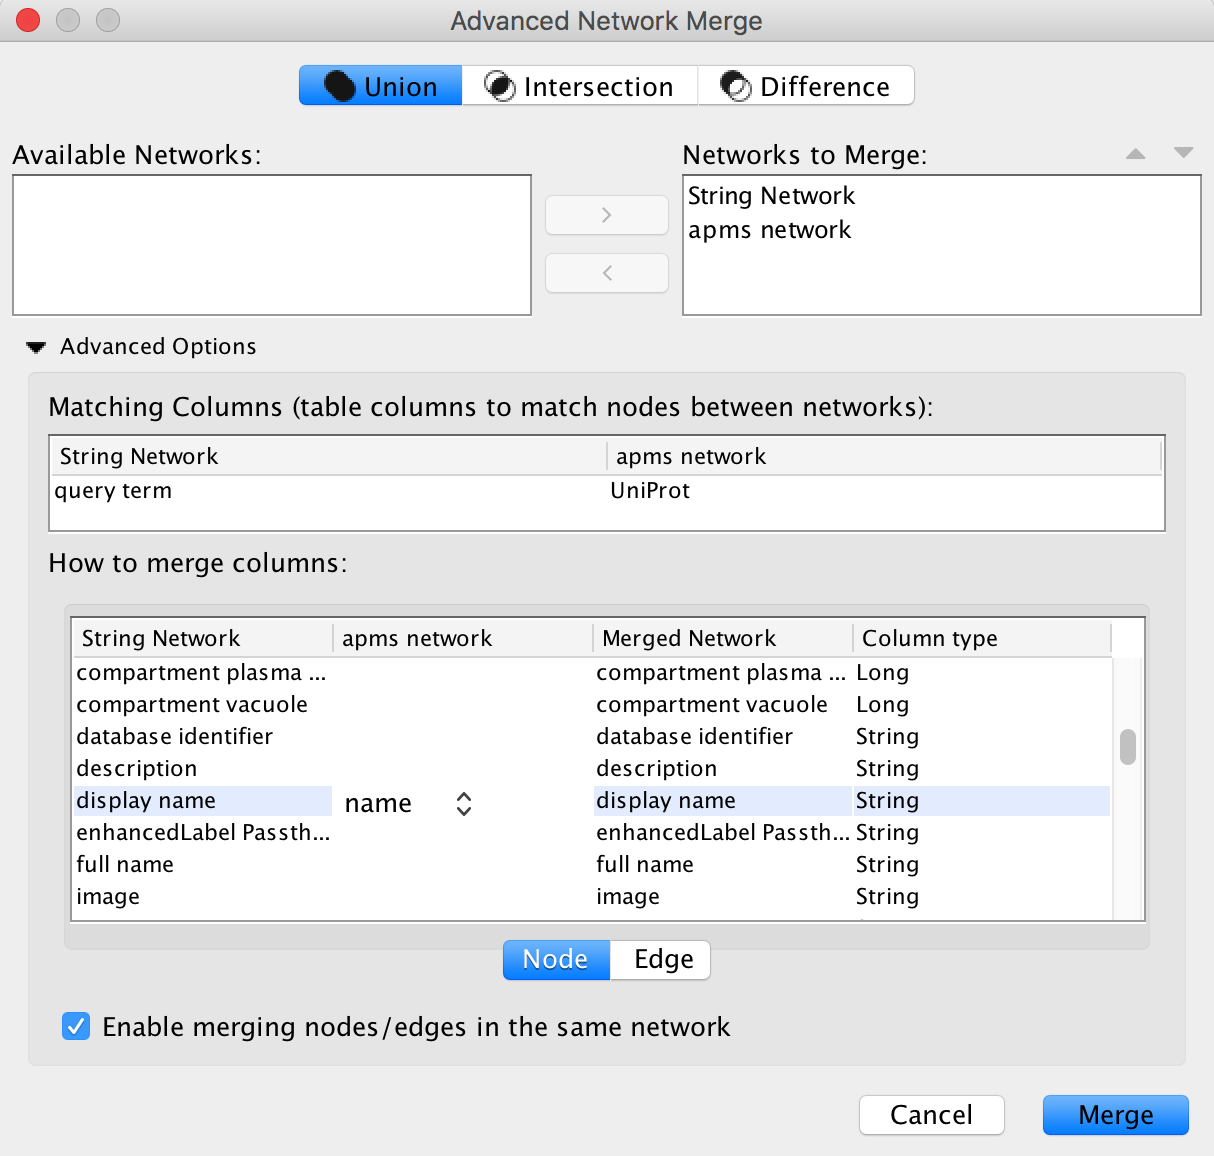 Advanced Network Merge
Union Intersection Difference
Available Networks:
Networks to Merge:
String Network
apms network
>
<
Advanced Options
Matching Columns (table columns to match nodes between networks):
String Network apms network
query term UniProt
How to merge columns:
String Network apms network Merged Network Column type
compartment plasma ... compartment plasma ... Long
compartment vacuole compartment vacuole Long
database identifier database identifier String
description description String
display name name display name String
enhancedLabel Passth... enhancedLabel Passth... String
full name full name String
image image String
Node Edge
Enable merging nodes/edges in the same network
Cancel Merge